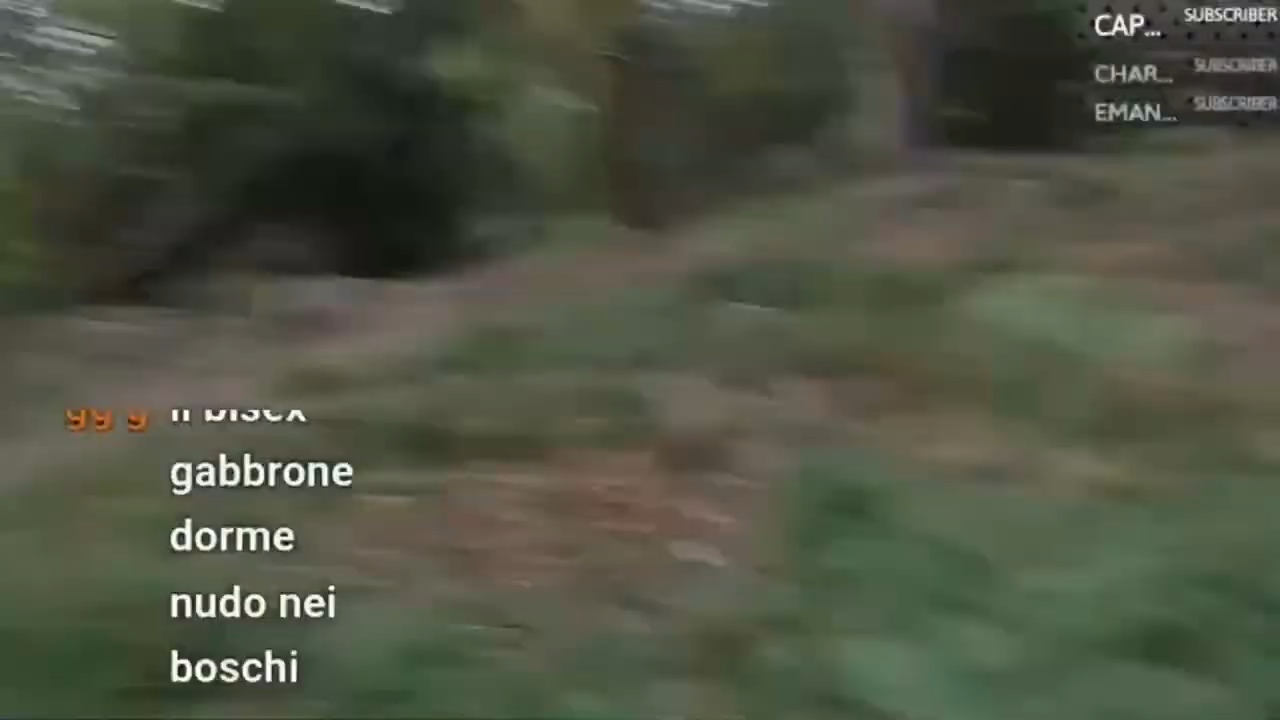 CAP... SUBSCRIBER
CHAR... SUBSCRIBER
EMAN... SUBSCRIBER
gabbrone
dorme
nudo nei
boschi